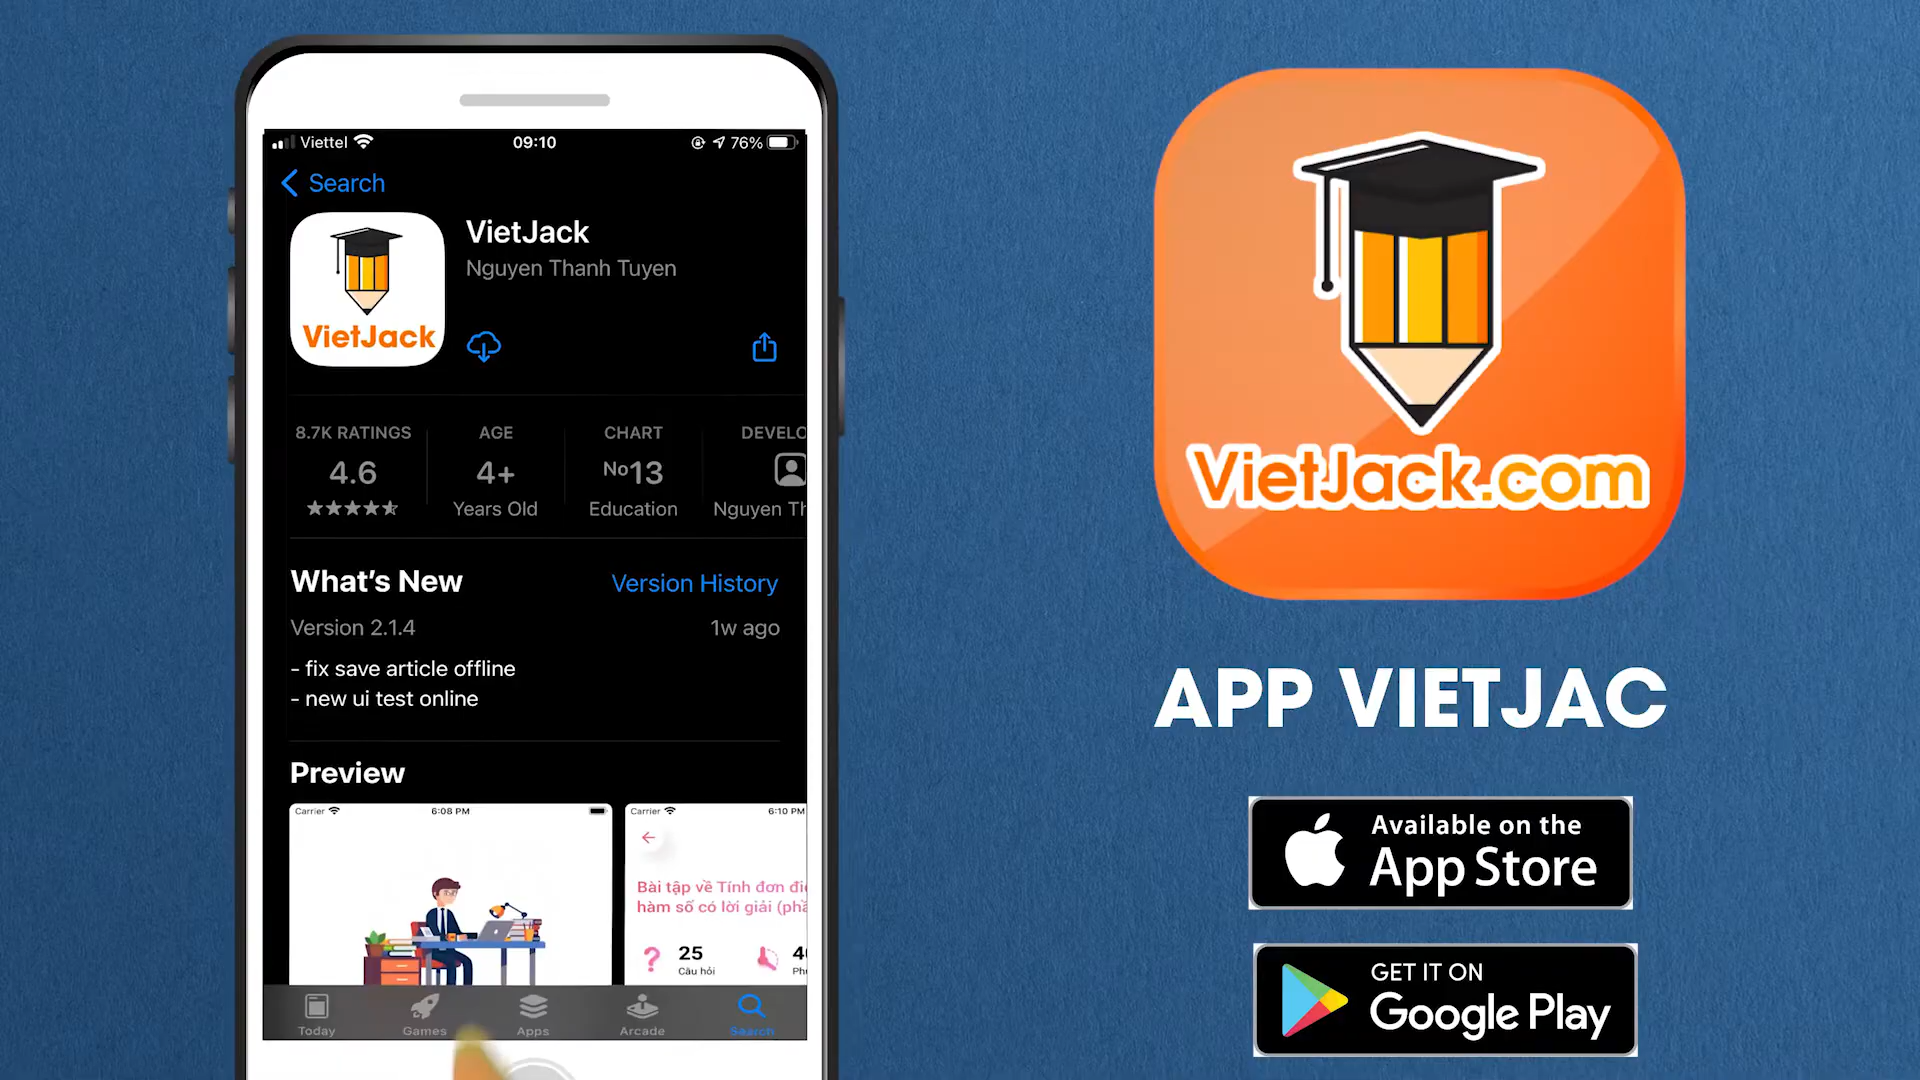 Viettel
09:10
76%
Search
VietJack
VietJack
Nguyen Thanh Tuyen
8.7K RATINGS
4.6
AGE
4+
Years Old
CHART
No13
Education
DEVELO
Nguyen Th
What's New
Version History
Version 2.1.4
1w ago
- fix save article offline
- new ui test online
Preview
Carrier
6:08 PM
Carrier
6:10 PM
Bài tập về Tính đơn điệ
hàm số có lời giải (phầ
25
Câu hỏi
40
Ph
Today
Games
Apps
Arcade
Search
VietJack.com
APP VIETJAC
Available on the
App Store
GET IT ON
Google Play